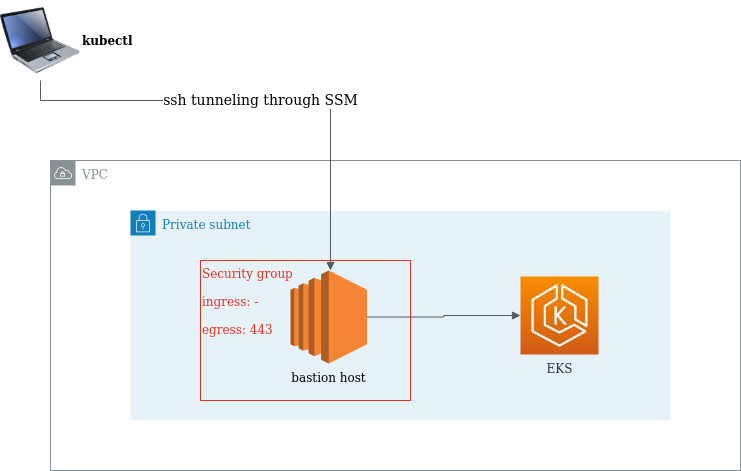 kubectl
ssh tunneling through SSM
VPC
Private subnet
Security group
ingress: -
egress: 443
K
bastion host
EKS